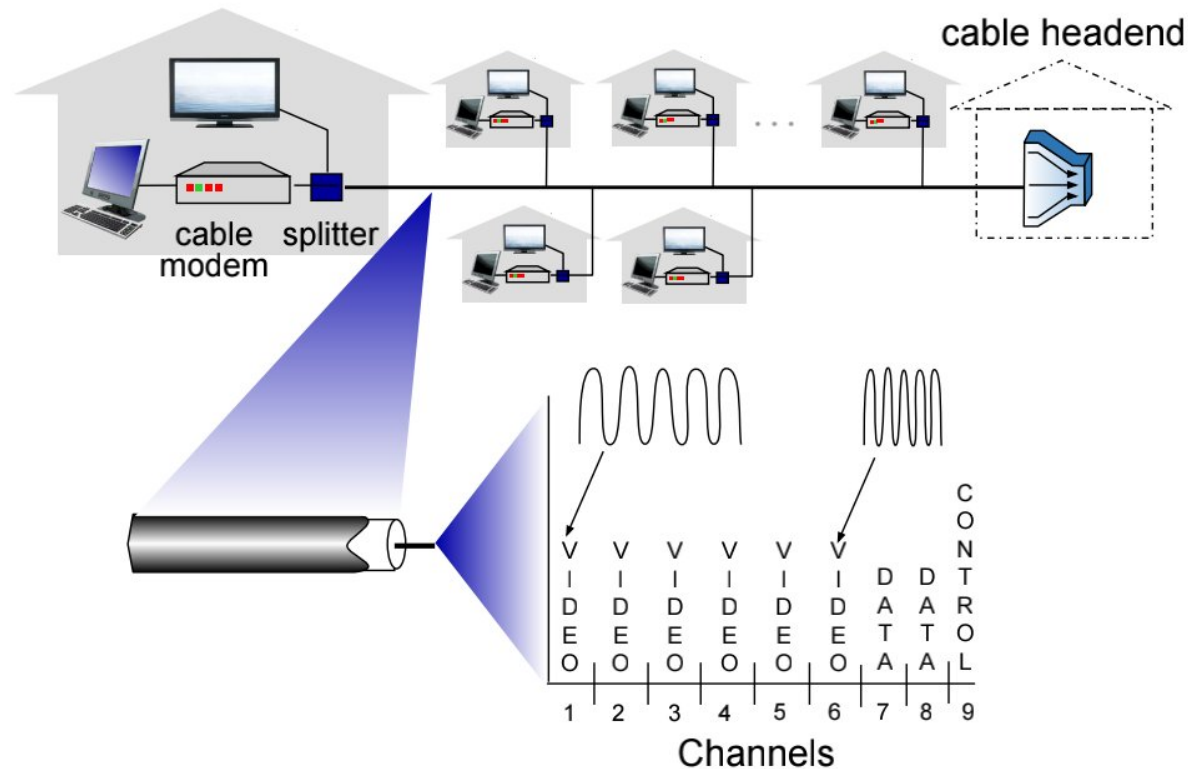 cable headend
cable modem
splitter
. . .
VIDEO
VIDEO
VIDEO
VIDEO
VIDEO
VIDEO
DATA
DATA
CONTROL
1 2 3 4 5 6 7 8 9
Channels